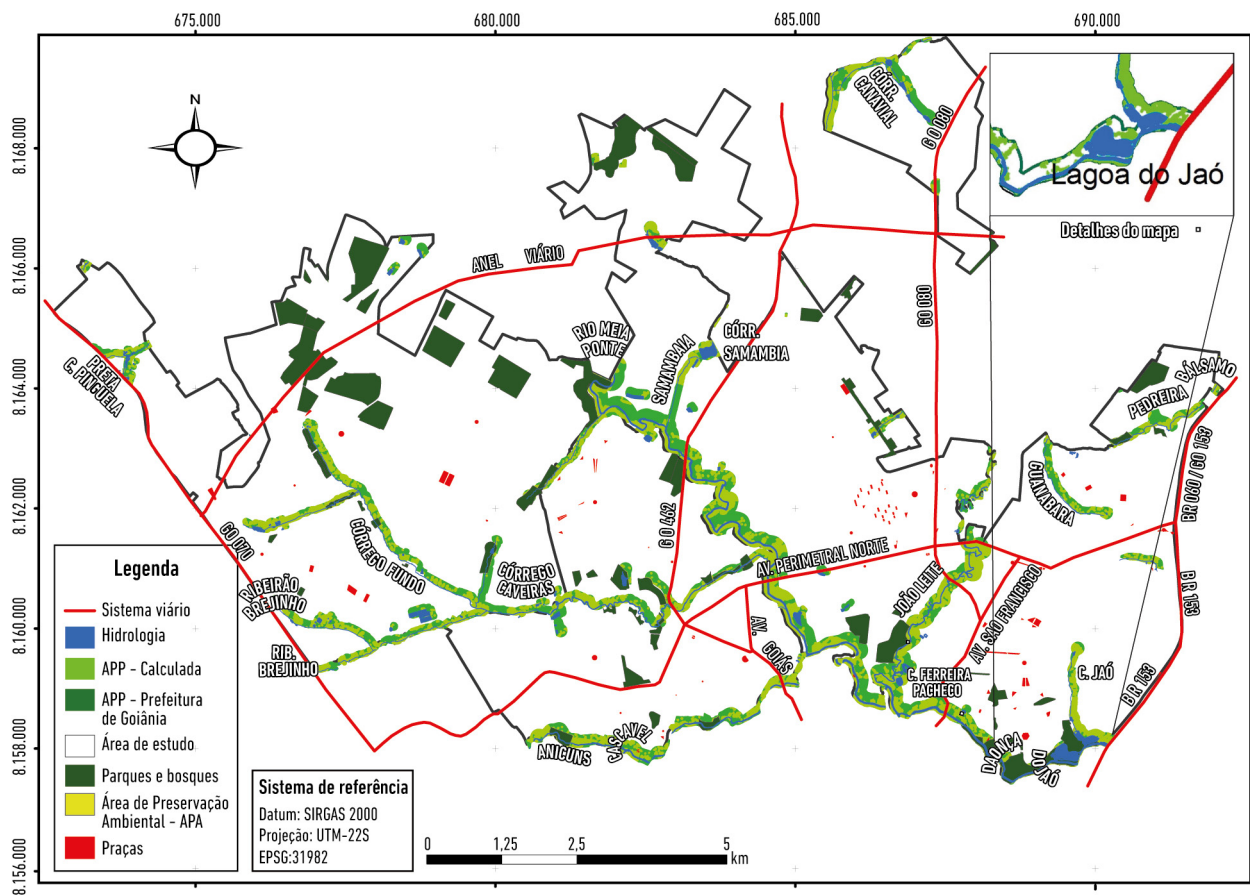 675.000
680.000
685.000
690.000
8.168.000
8.166.000
8.164.000
8.162.000
8.160.000
8.158.000
8.156.000
N
CÓRR.
CANAVIAL
G O 080
Lagoa do Jaó
Detalhes do mapa
ANEL VIÁRIO
GO 080
RIO MEIA
PONTE
SAMAMBAIA
CÓRR.
SAMAMBIA
PRETA
C. PINGUELA
BÁLSAMO
PEDREIRA
GUANABARA
BR 060 / GO 153
GO 070
CÓRREGO FUNDO
G O 462
CÓRREGO
CAVEIRAS
AV. PERIMETRAL NORTE
JOÃO LEITE
AV. SAO FRANCISCO
BR 153
RIBEIRÃO
BREJINHO
RIB.
BREJINHO
AV.
GOIÁS
C. FERREIRA
PACHECO
C. JAÓ
BR 153
ANICUNS
CASCAVEL
DAONÇA
DO JAÓ
Legenda
Sistema viário
Hidrologia
APP - Calculada
APP - Prefeitura
de Goiânia
Área de estudo
Parques e bosques
Área de Preservação
Ambiental - APA
Praças
Sistema de referência
Datum: SIRGAS 2000
Projeção: UTM-22S
EPSG:31982
0 1,25 2,5 5
km